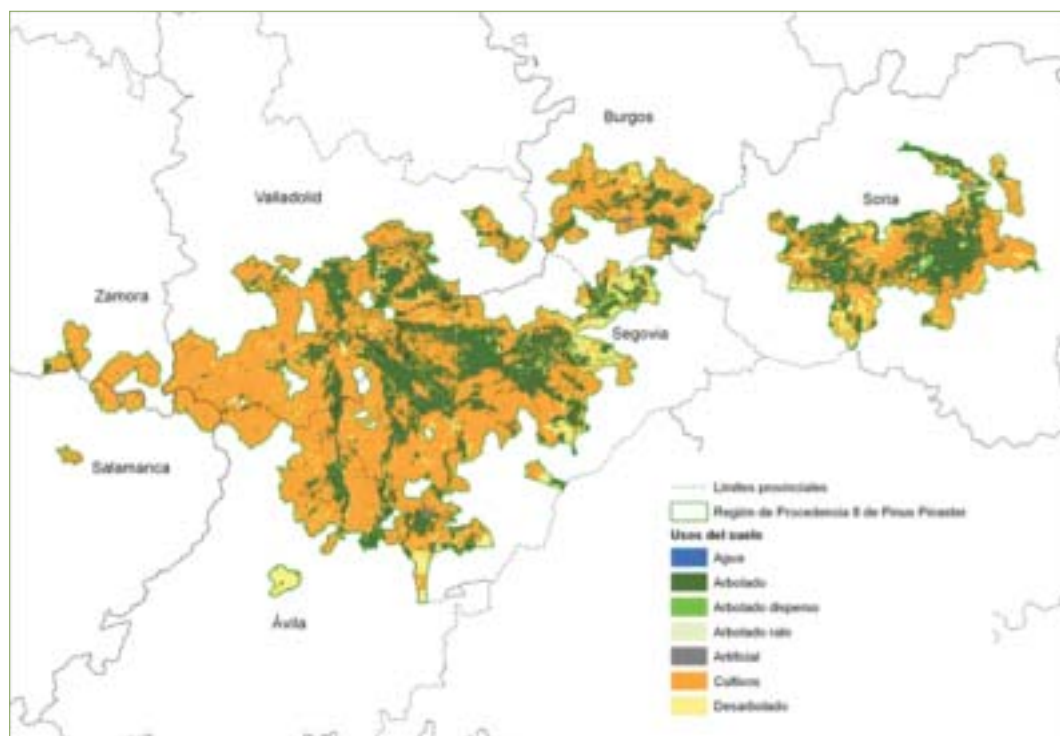 Burgos
Valladolid
Soria
Zamora
Segovia
Salamanca
Ávila
Límites provinciales
Región de Procedencia 8 de Pinus Pinaster
Usos del suelo
Agua
Arbolado
Arbolado disperso
Arbolado ralo
Artificial
Cultivos
Desarbolado